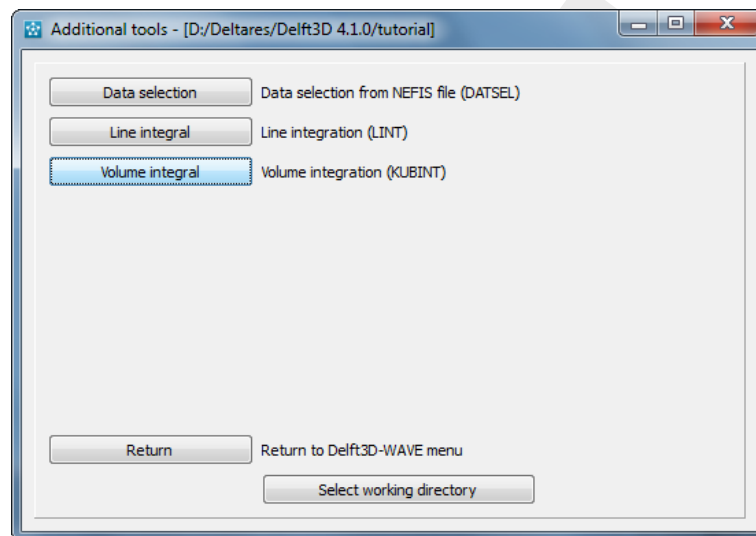 Additional tools - [D:/Deltares/Delft3D 4.1.0/tutorial]
Data selection Data selection from NEFIS file (DATSEL)
Line integral Line integration (LINT)
Volume integral Volume integration (KUBINT)
Return Return to Delft3D-WAVE menu
Select working directory